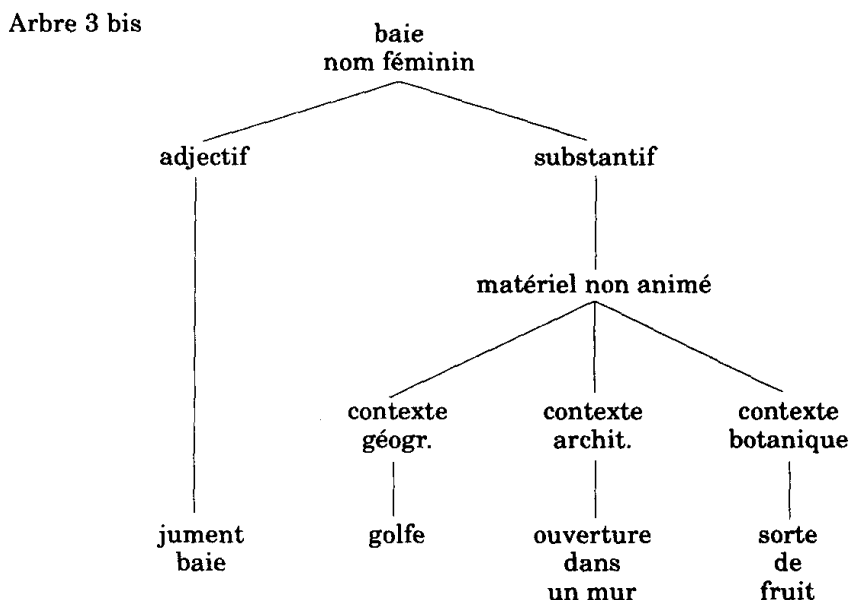 Arbre 3 bis
baie
nom féminin
adjectif
substantif
matériel non animé
contexte
géogr.
contexte
archit.
contexte
botanique
jument
baie
golfe
ouverture
dans
un mur
sorte
de
fruit